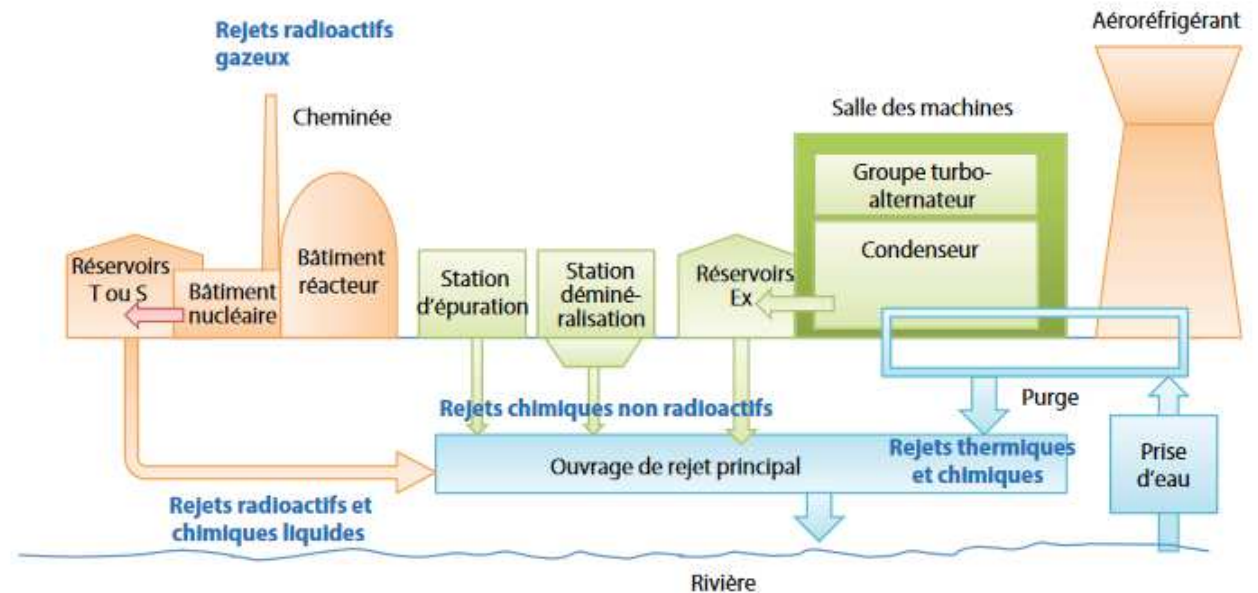 Rejets radioactifs
gazeux
Cheminée
Aéroréfrigérant
Salle des machines
Groupe turbo-
alternateur
Condenseur
Réservoirs
T ou S
Bâtiment
nucléaire
Bâtiment
réacteur
Station
d'épuration
Station
déminé-
ralisation
Réservoirs
Ex
Purge
Prise
d'eau
Rejets chimiques non radioactifs
Ouvrage de rejet principal
Rejets thermiques
et chimiques
Rejets radioactifs et
chimiques liquides
Rivière